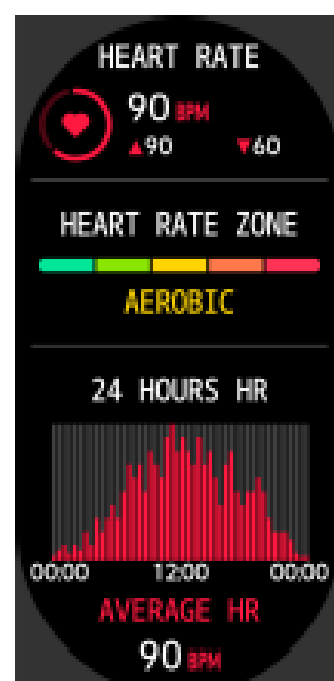 HEART RATE
90 BPM
▲90 ▼60
HEART RATE ZONE
AEROBIC
24 HOURS HR
00:00 12:00 00:00
AVERAGE HR
90 BPM